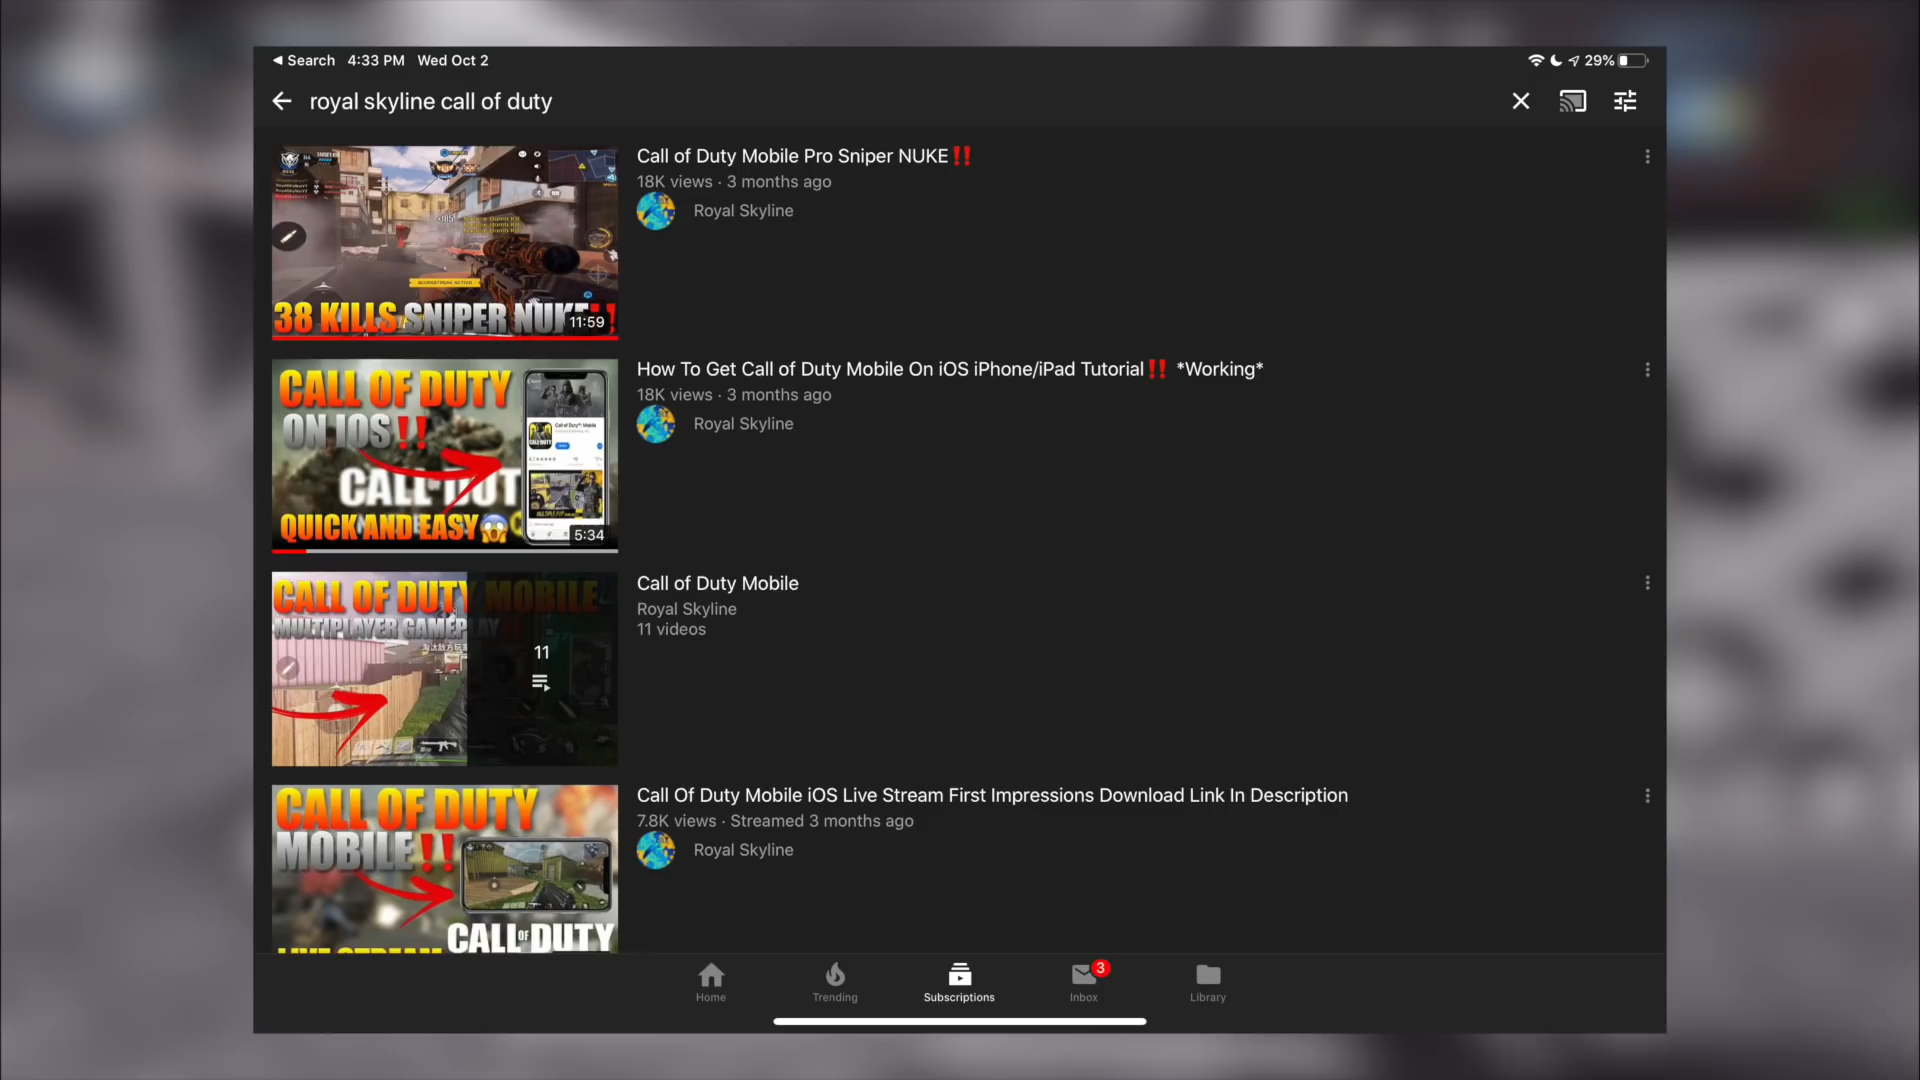 Search 4:33 PM Wed Oct 2
29%
royal skyline call of duty
38 KILLS SNIPER NUKE!!
11:59
Call of Duty Mobile Pro Sniper NUKE‼️
18K views · 3 months ago
Royal Skyline
CALL OF DUTY
ON IOS‼️
CALL OF DUT
QUICK AND EASY
5:34
How To Get Call of Duty Mobile On iOS iPhone/iPad Tutorial‼️ *Working*
18K views · 3 months ago
Royal Skyline
CALL OF DUTY MOBILE
MULTIPLAYER GAMEPLAY‼️
11
Call of Duty Mobile
Royal Skyline
11 videos
CALL OF DUTY
MOBILE‼️
CALL OF DUTY
LIVE STREAM
Call Of Duty Mobile iOS Live Stream First Impressions Download Link In Description
7.8K views · Streamed 3 months ago
Royal Skyline
Home
Trending
Subscriptions
3
Inbox
Library